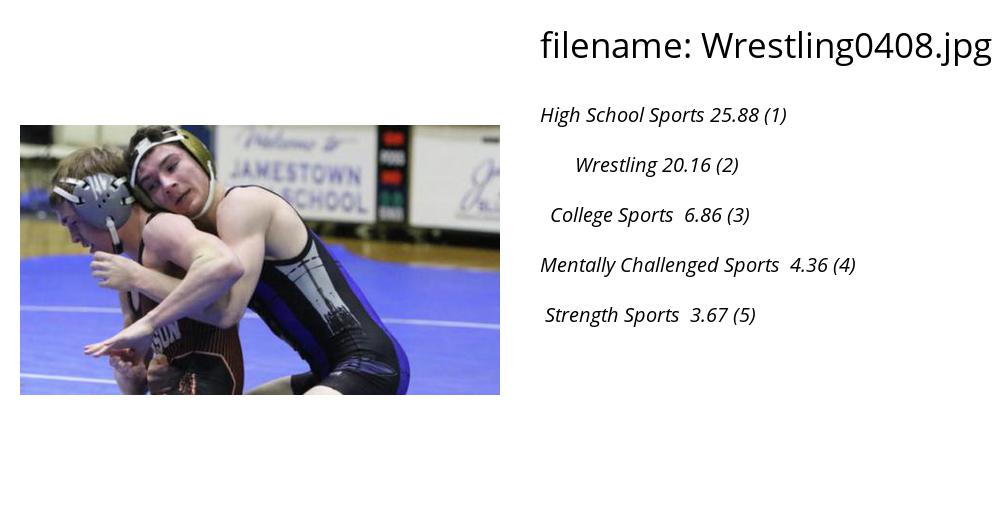 filename: Wrestling0408.jpg
High School Sports 25.88 (1)
Wrestling 20.16 (2)
College Sports 6.86 (3)
Mentally Challenged Sports 4.36 (4)
Strength Sports 3.67 (5)
Welcome to
JAMESTOWN
SCHOOL
SON